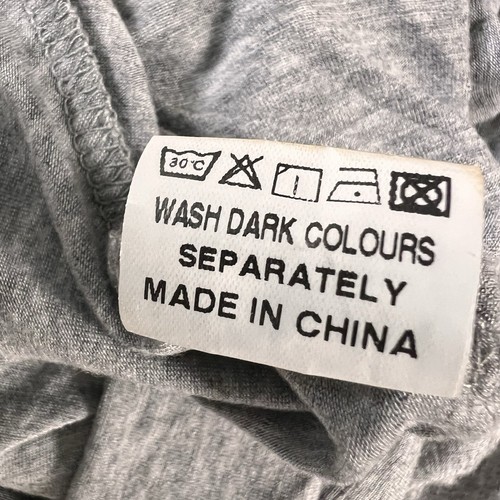 30°C
WASH DARK COLOURS
SEPARATELY
MADE IN CHINA